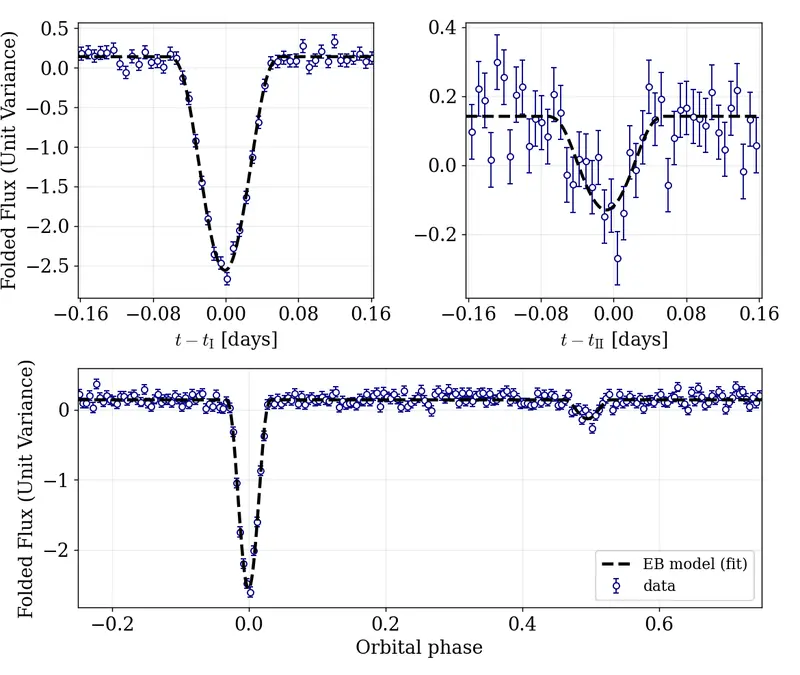 Folded Flux (Unit Variance)
0.5
0.0
−0.5
−1.0
−1.5
−2.0
−2.5
−0.16 −0.08 0.00 0.08 0.16
t − tI [days]
0.4
0.2
0.0
−0.2
−0.16 −0.08 0.00 0.08 0.16
t − tII [days]
Folded Flux (Unit Variance)
0
−1
−2
EB model (fit)
data
−0.2 0.0 0.2 0.4 0.6
Orbital phase